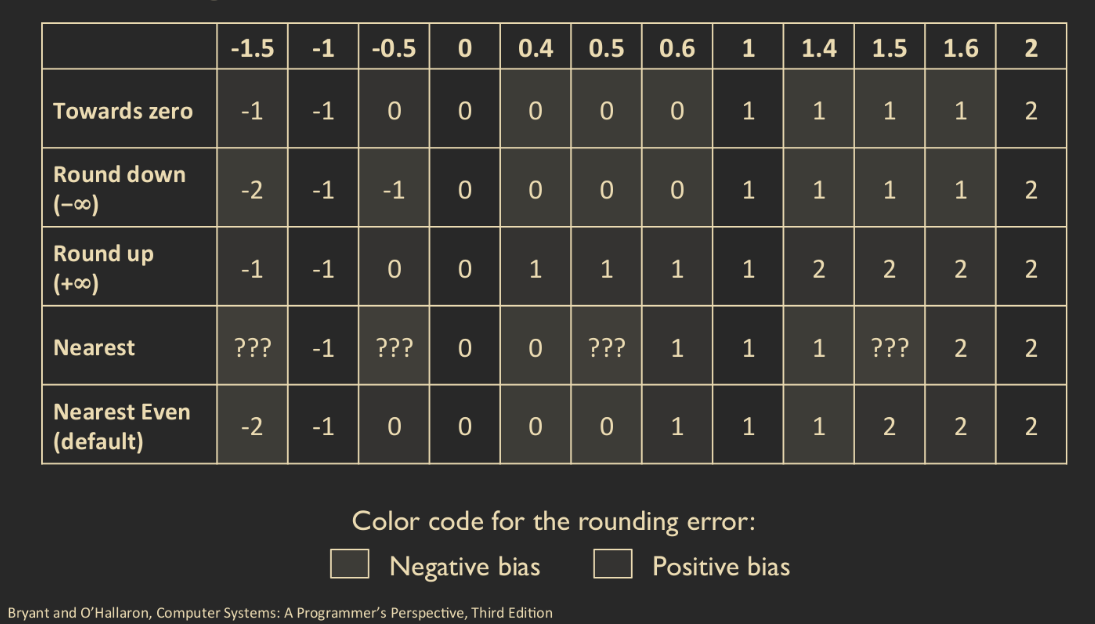 -1.5 -1 -0.5 0 0.4 0.5 0.6 1 1.4 1.5 1.6 2
Towards zero -1 -1 0 0 0 0 0 1 1 1 1 2
Round down
(−∞) -2 -1 -1 0 0 0 0 1 1 1 1 2
Round up
(+∞) -1 -1 0 0 1 1 1 1 2 2 2 2
Nearest ??? -1 ??? 0 0 ??? 1 1 1 ??? 2 2
Nearest Even
(default) -2 -1 0 0 0 0 1 1 1 2 2 2
Color code for the rounding error:
Negative bias Positive bias
Bryant and O'Hallaron, Computer Systems: A Programmer's Perspective, Third Edition